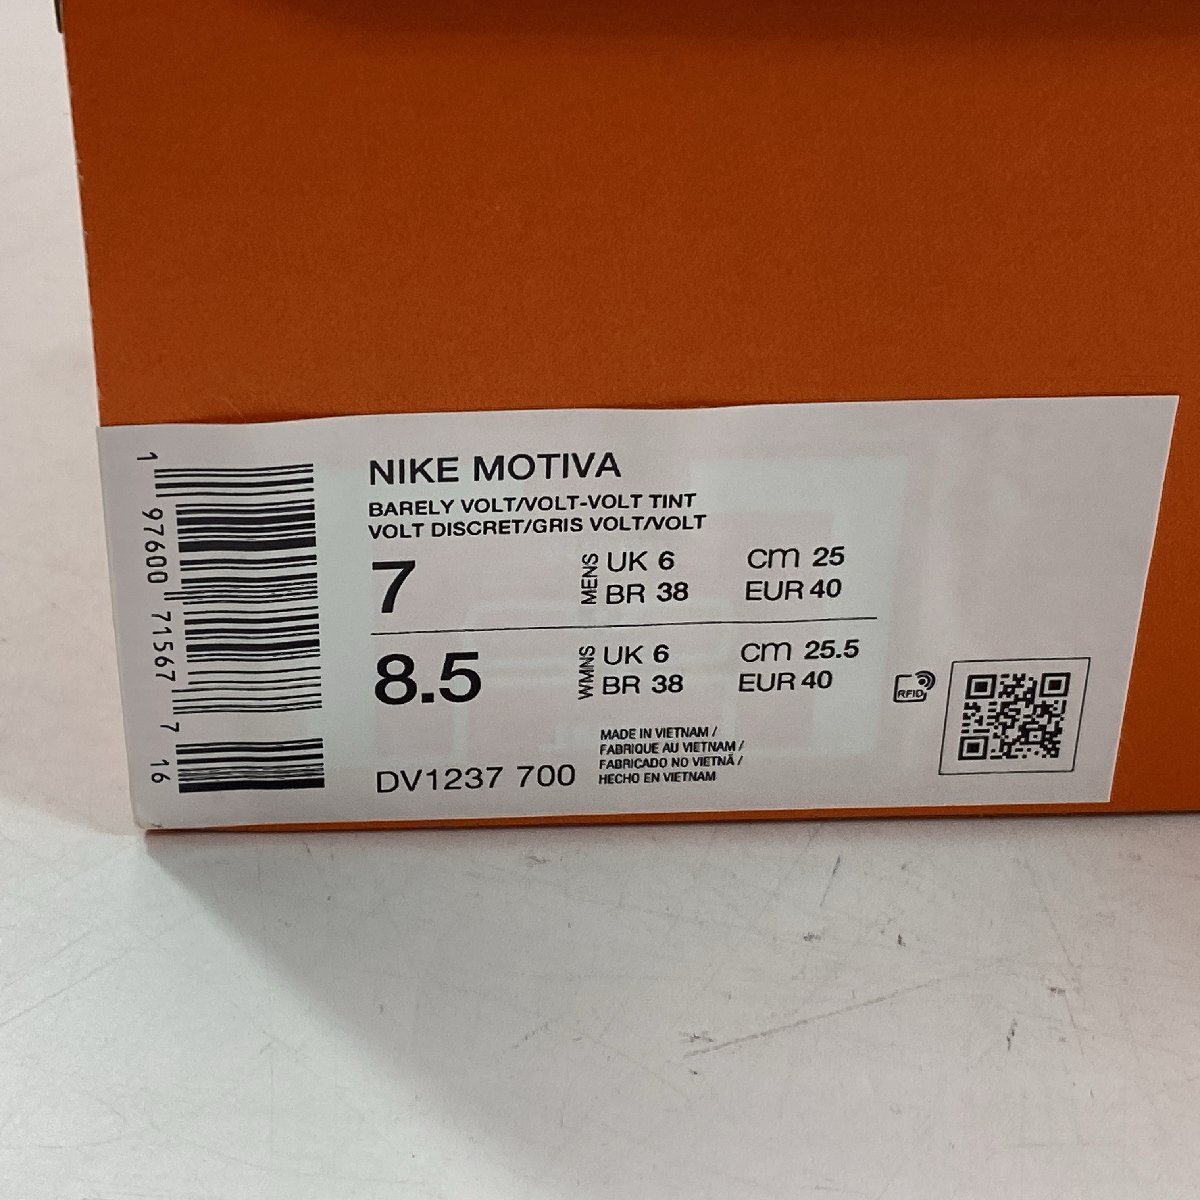 NIKE MOTIVA
BARELY VOLT/VOLT-VOLT TINT
VOLT DISCRET/GRIS VOLT/VOLT
7 MENS UK 6 cm 25
BR 38 EUR 40
8.5 WMNS UK 6 cm 25.5
BR 38 EUR 40
RFID
DV1237 700
MADE IN VIETNAM /
FABRIQUE AU VIETNAM /
FABRICADO NO VIETNÃ /
HECHO EN VIETNAM
1 97600 71567 7 16